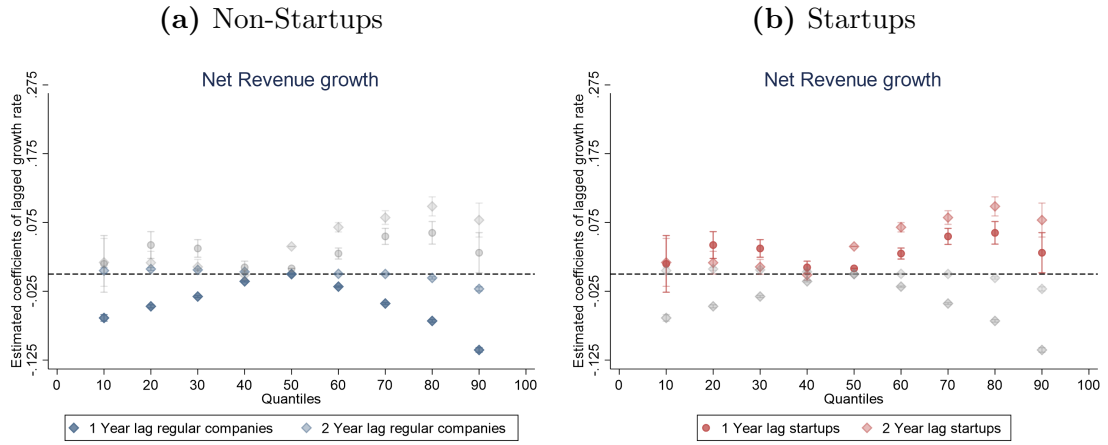 (a) Non-Startups
Net Revenue growth
Estimated coefficients of lagged growth rate
.275
.175
.075
-.025
-.125
0 10 20 30 40 50 60 70 80 90 100
Quantiles
1 Year lag regular companies 2 Year lag regular companies
(b) Startups
Net Revenue growth
Estimated coefficients of lagged growth rate
.275
.175
.075
-.025
-.125
0 10 20 30 40 50 60 70 80 90 100
Quantiles
1 Year lag startups 2 Year lag startups